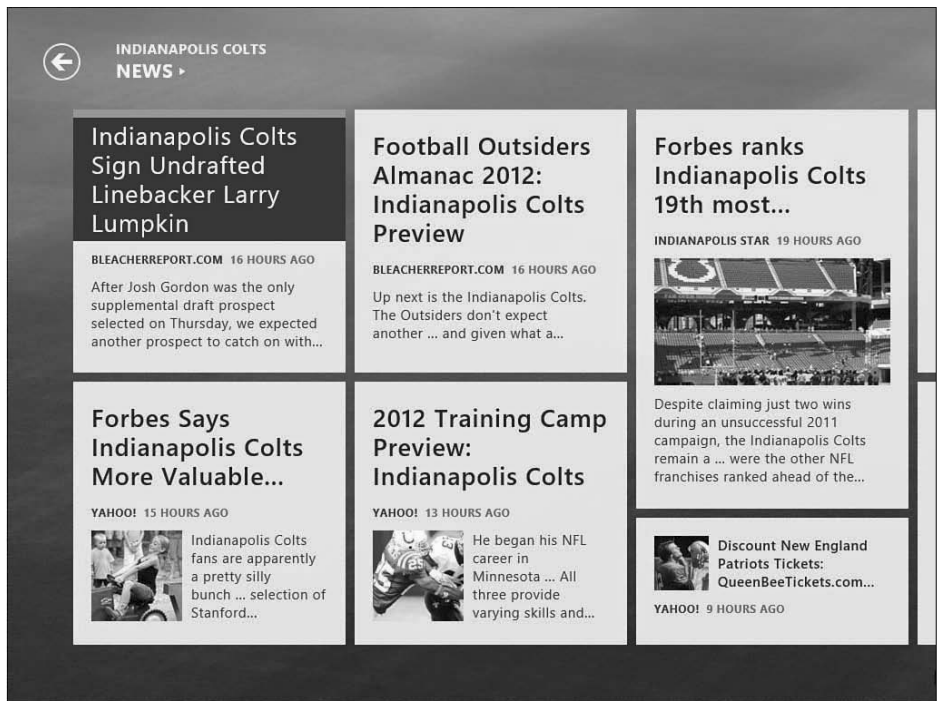 INDIANAPOLIS COLTS
NEWS
Indianapolis Colts
Sign Undrafted
Linebacker Larry
Lumpkin
BLEACHERREPORT.COM 16 HOURS AGO
After Josh Gordon was the only
supplemental draft prospect
selected on Thursday, we expected
another prospect to catch on with...
Forbes Says
Indianapolis Colts
More Valuable...
YAHOO! 15 HOURS AGO
Indianapolis Colts
fans are apparently
a pretty silly
bunch ... selection of
Stanford...
Football Outsiders
Almanac 2012:
Indianapolis Colts
Preview
BLEACHERREPORT.COM 16 HOURS AGO
Up next is the Indianapolis Colts.
The Outsiders don't expect
another ... and given what a...
2012 Training Camp
Preview:
Indianapolis Colts
YAHOO! 13 HOURS AGO
He began his NFL
career in
Minnesota ... All
three provide
varying skills and...
Forbes ranks
Indianapolis Colts
19th most...
INDIANAPOLIS STAR 19 HOURS AGO
Despite claiming just two wins
during an unsuccessful 2011
campaign, the Indianapolis Colts
remain a ... were the other NFL
franchises ranked ahead of the...
Discount New England
Patriots Tickets:
QueenBeeTickets.com...
YAHOO! 9 HOURS AGO